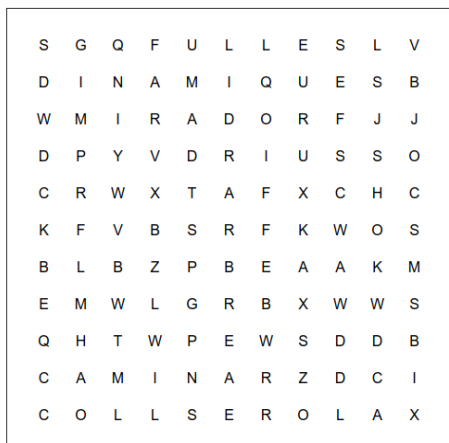 S G Q F U L L E S L V
D I N A M I Q U E S B
W M I R A D O R F J J
D P Y V D R I U S S O
C R W X T A F X C H C
K F V B S R F K W O S
B L B Z P B E A A K M
E M W L G R B X W W S
Q H T W P E W S D D B
C A M I N A R Z D C I
C O L L S E R O L A X